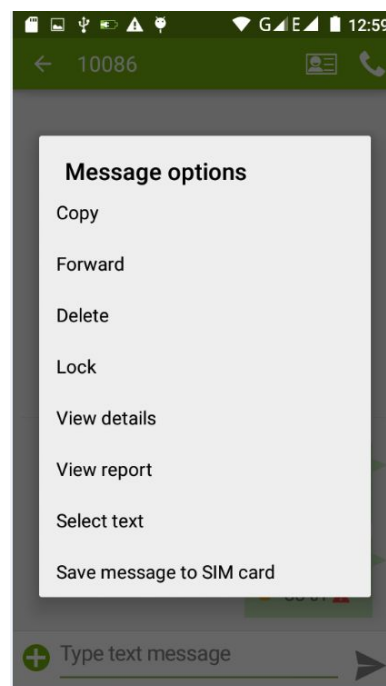 G E 12:59
10086
Message options
Copy
Forward
Delete
Lock
View details
View report
Select text
Save message to SIM card
Type text message